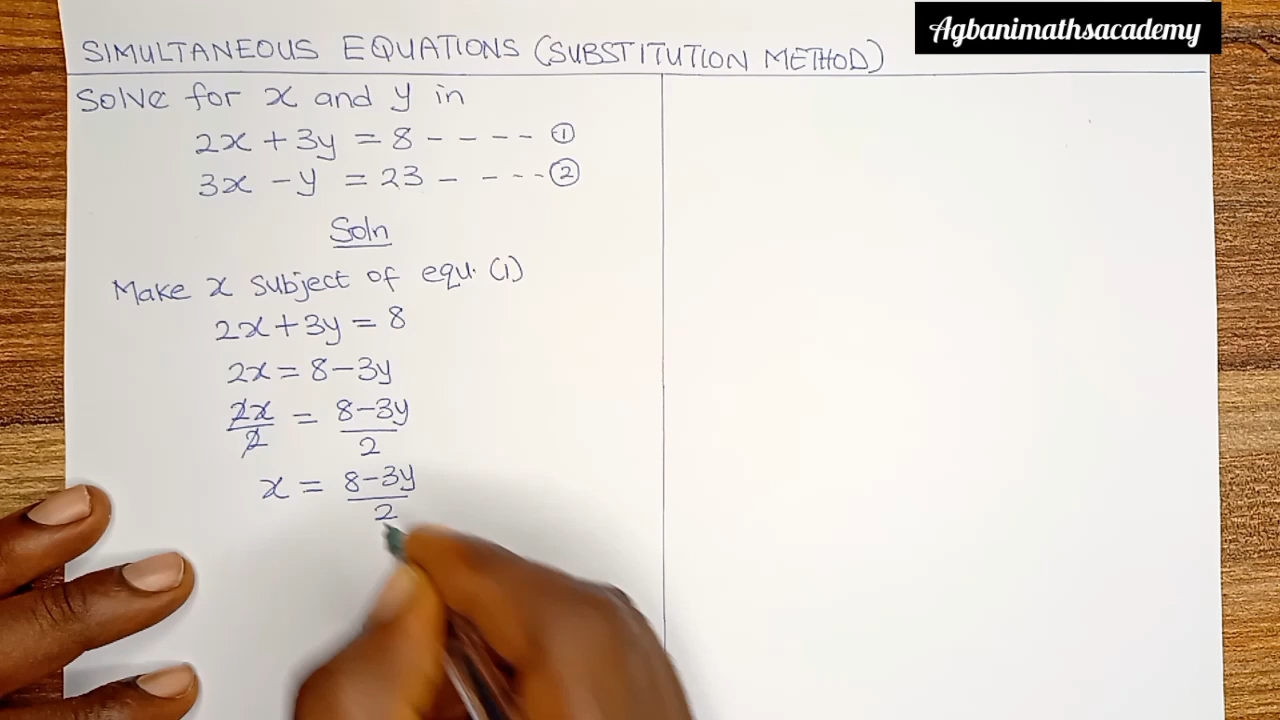 Agbanimathsacademy
SIMULTANEOUS EQUATIONS (SUBSTITUTION METHOD)
Solve for x and y in
2x + 3y = 8 - - - - ①
3x - y = 23 - - - - ②
Soln
Make x subject of equ. (1)
2x + 3y = 8
2x = 8 - 3y
2x/2 = 8-3y/2
x = 8-3y/2